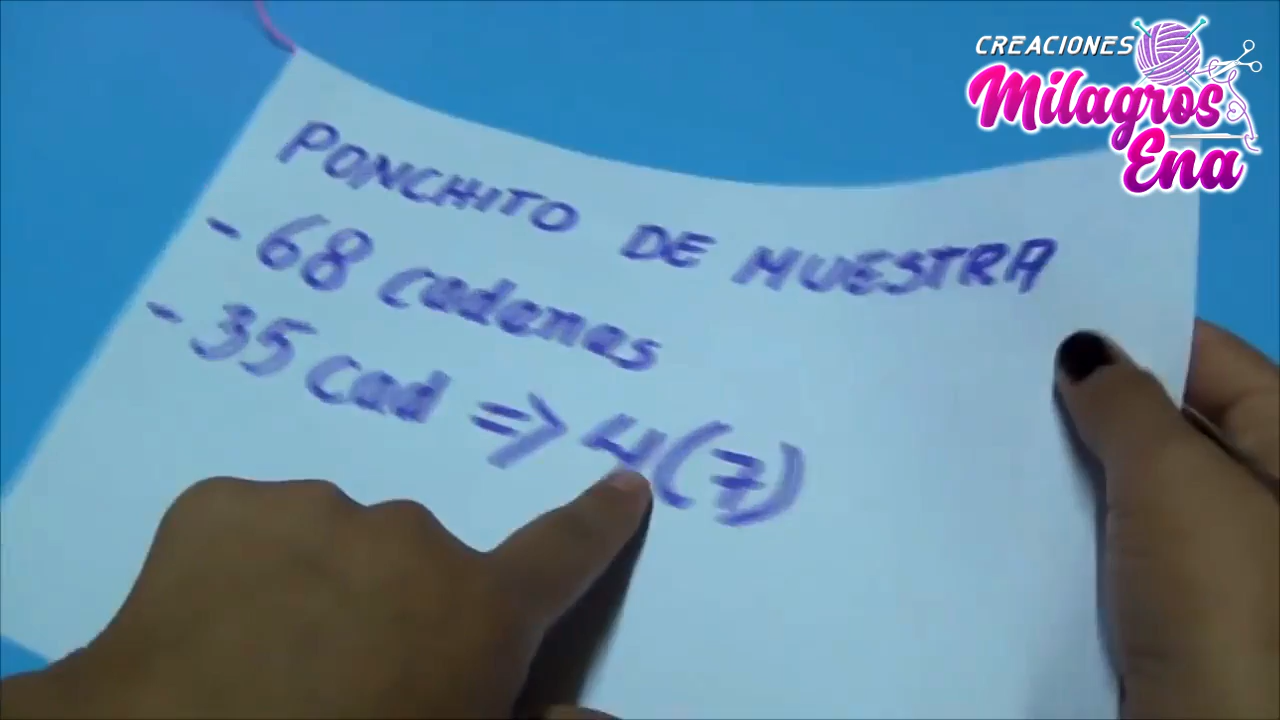 CREACIONES
Milagros
Ena
PONCHITO DE MUESTRA
- 68 cadenas
- 35 cad => 4(7)